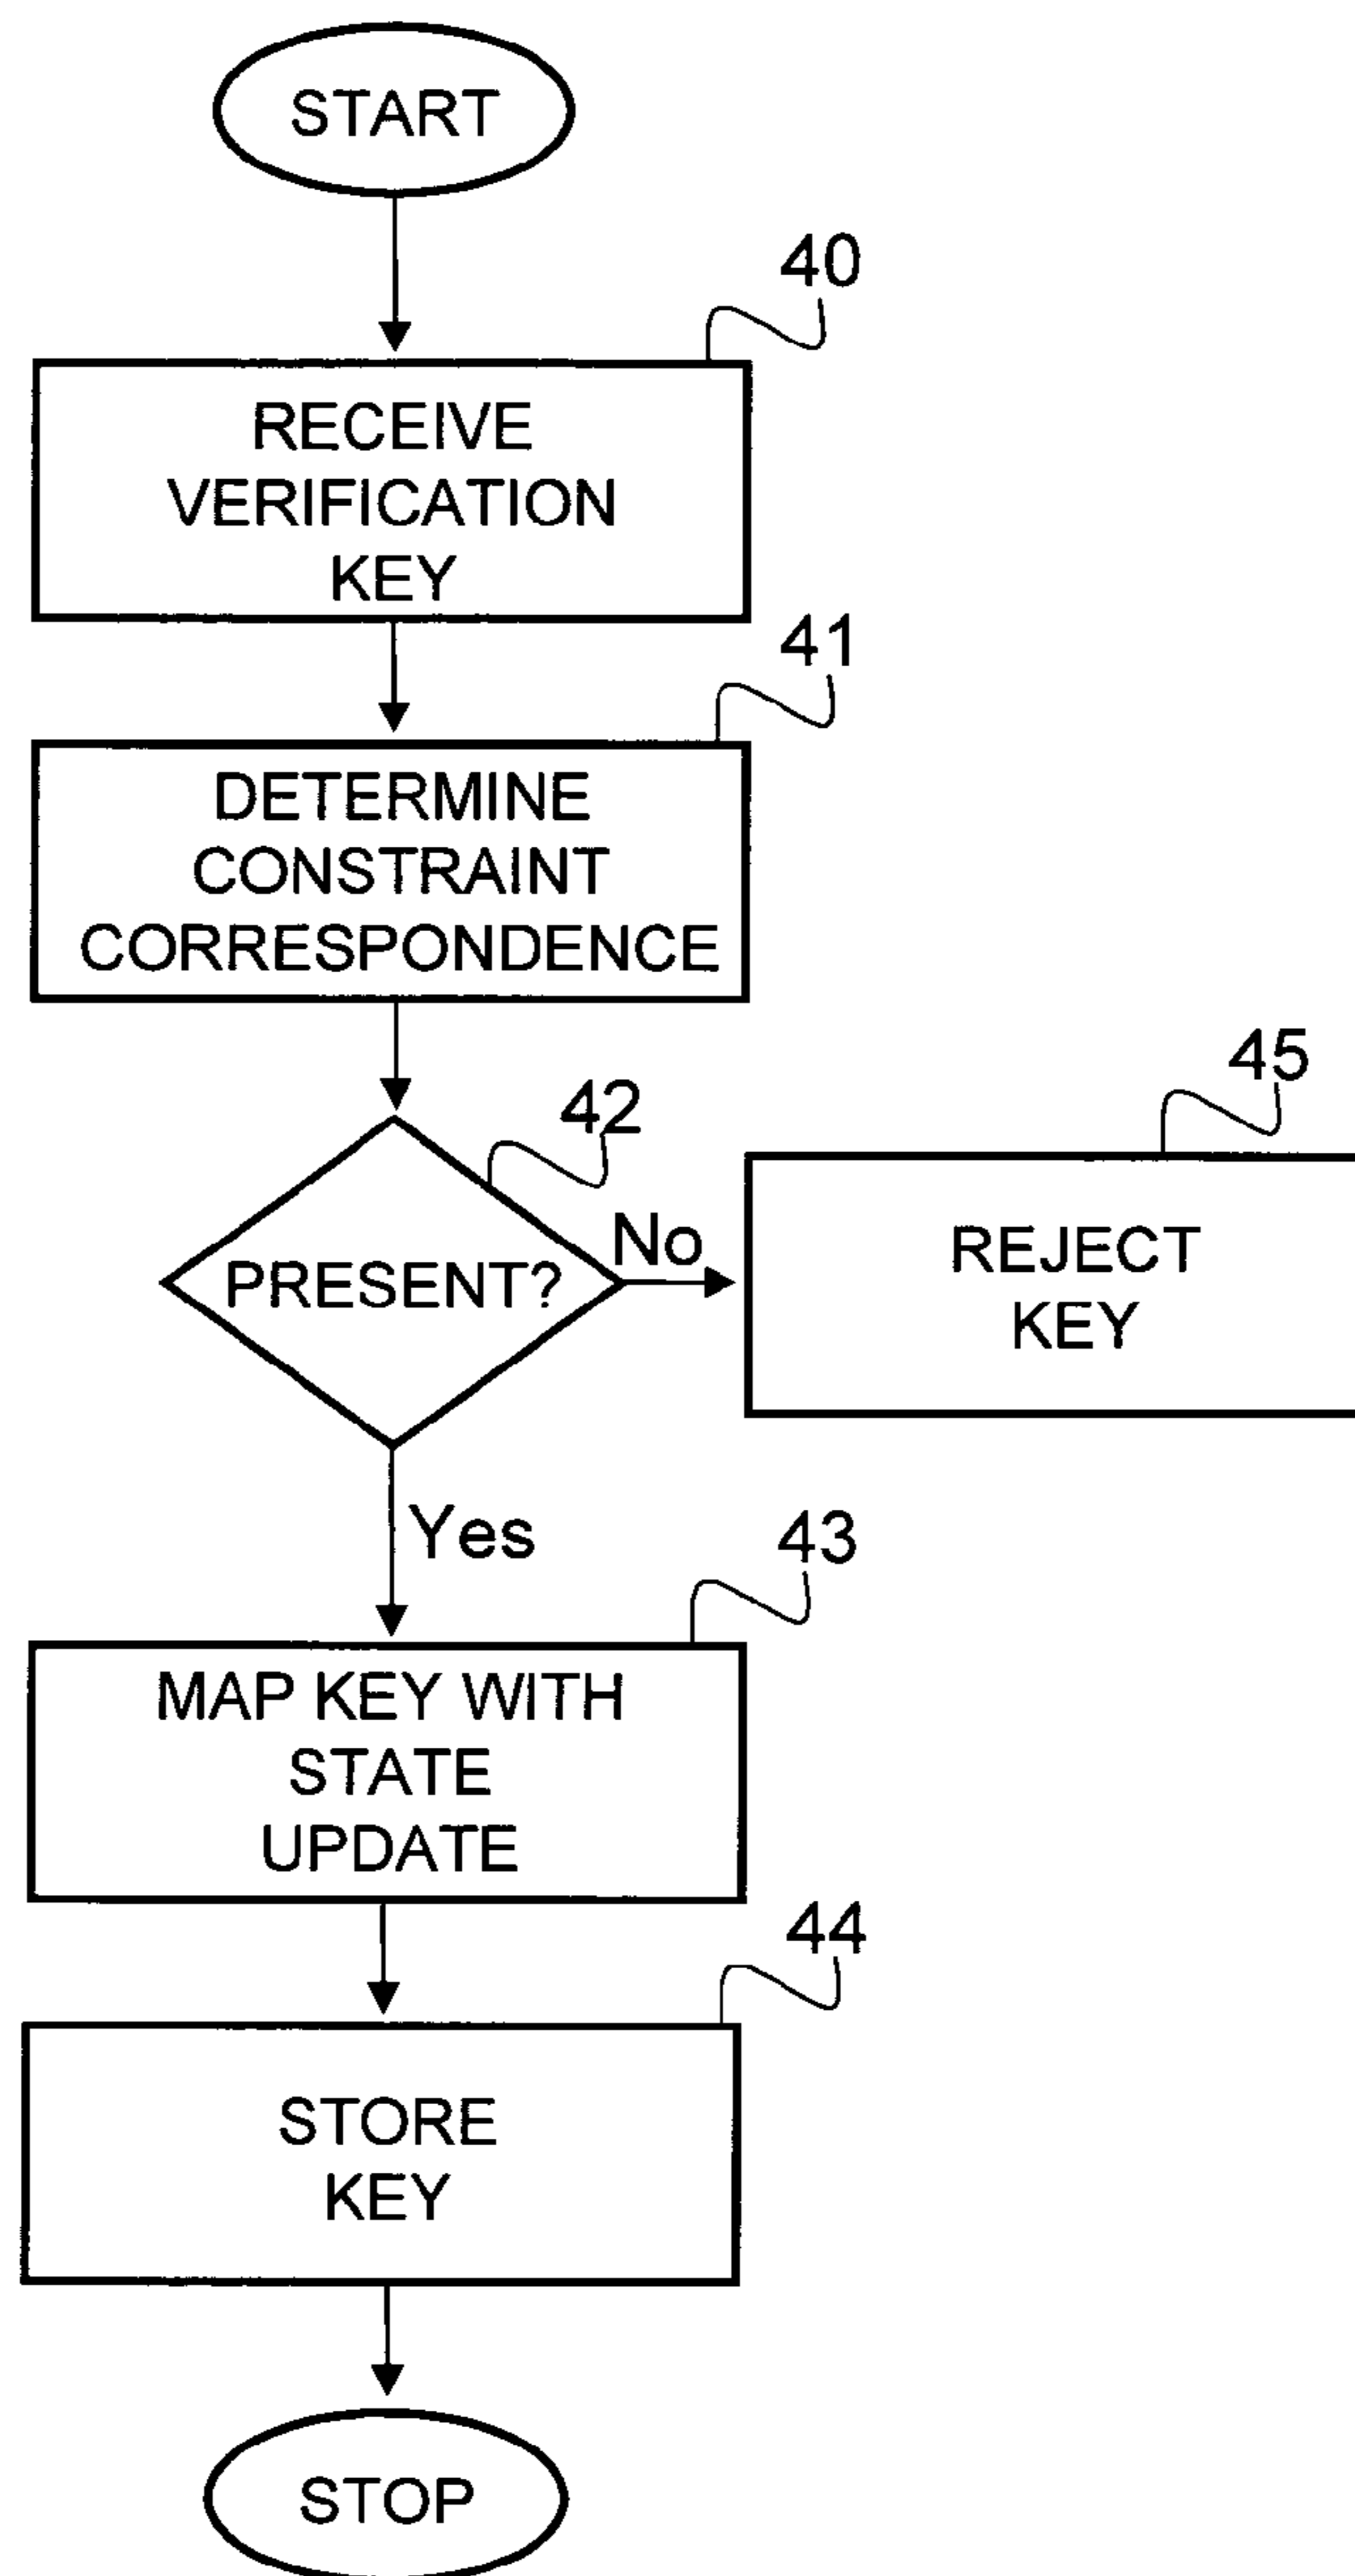 START
40
RECEIVE
VERIFICATION
KEY
41
DETERMINE
CONSTRAINT
CORRESPONDENCE
42
PRESENT?
No
45
REJECT
KEY
Yes
43
MAP KEY WITH
STATE
UPDATE
44
STORE
KEY
STOP